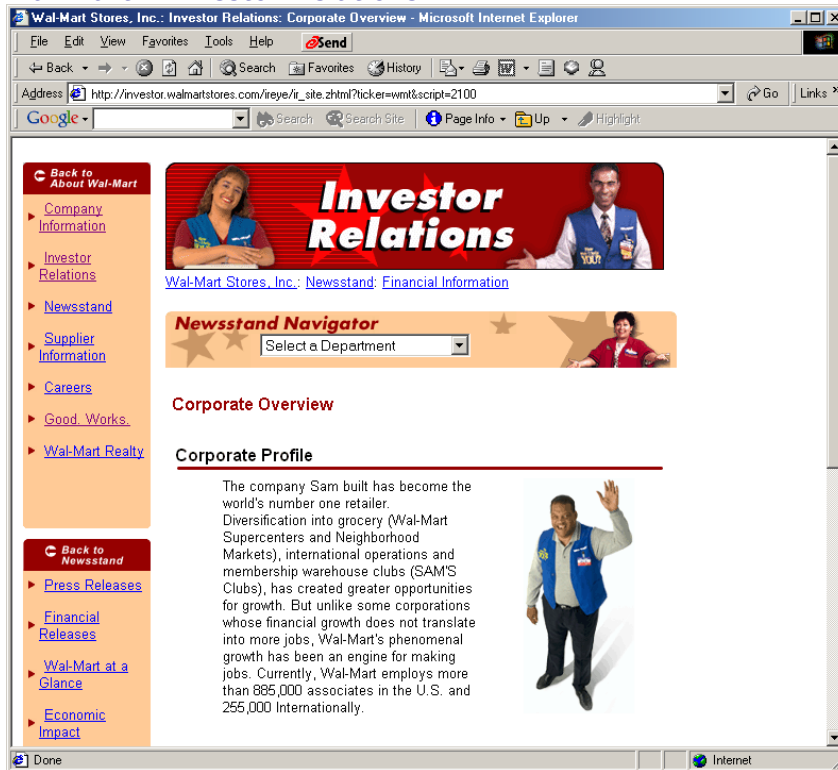 Wal-Mart Stores, Inc.: Investor Relations: Corporate Overview - Microsoft Internet Explorer
File Edit View Favorites Tools Help Send
Back Search Favorites History
Address http://investor.walmartstores.com/ireye/ir_site.zhtml?ticker=wmt&script=2100 Go Links »
Google Search Search Site Page Info Up Highlight
Back to
About Wal-Mart
Company
Information
Investor
Relations
Newsstand
Supplier
Information
Careers
Good. Works.
Wal-Mart Realty
Back to
Newsstand
Press Releases
Financial
Releases
Wal-Mart at a
Glance
Economic
Impact
Investor
Relations
Wal-Mart Stores, Inc.: Newsstand: Financial Information
Newsstand Navigator
Select a Department
Corporate Overview
Corporate Profile
The company Sam built has become the
world's number one retailer.
Diversification into grocery (Wal-Mart
Supercenters and Neighborhood
Markets), international operations and
membership warehouse clubs (SAM'S
Clubs), has created greater opportunities
for growth. But unlike some corporations
whose financial growth does not translate
into more jobs, Wal-Mart's phenomenal
growth has been an engine for making
jobs. Currently, Wal-Mart employs more
than 885,000 associates in the U.S. and
255,000 Internationally.
Done Internet